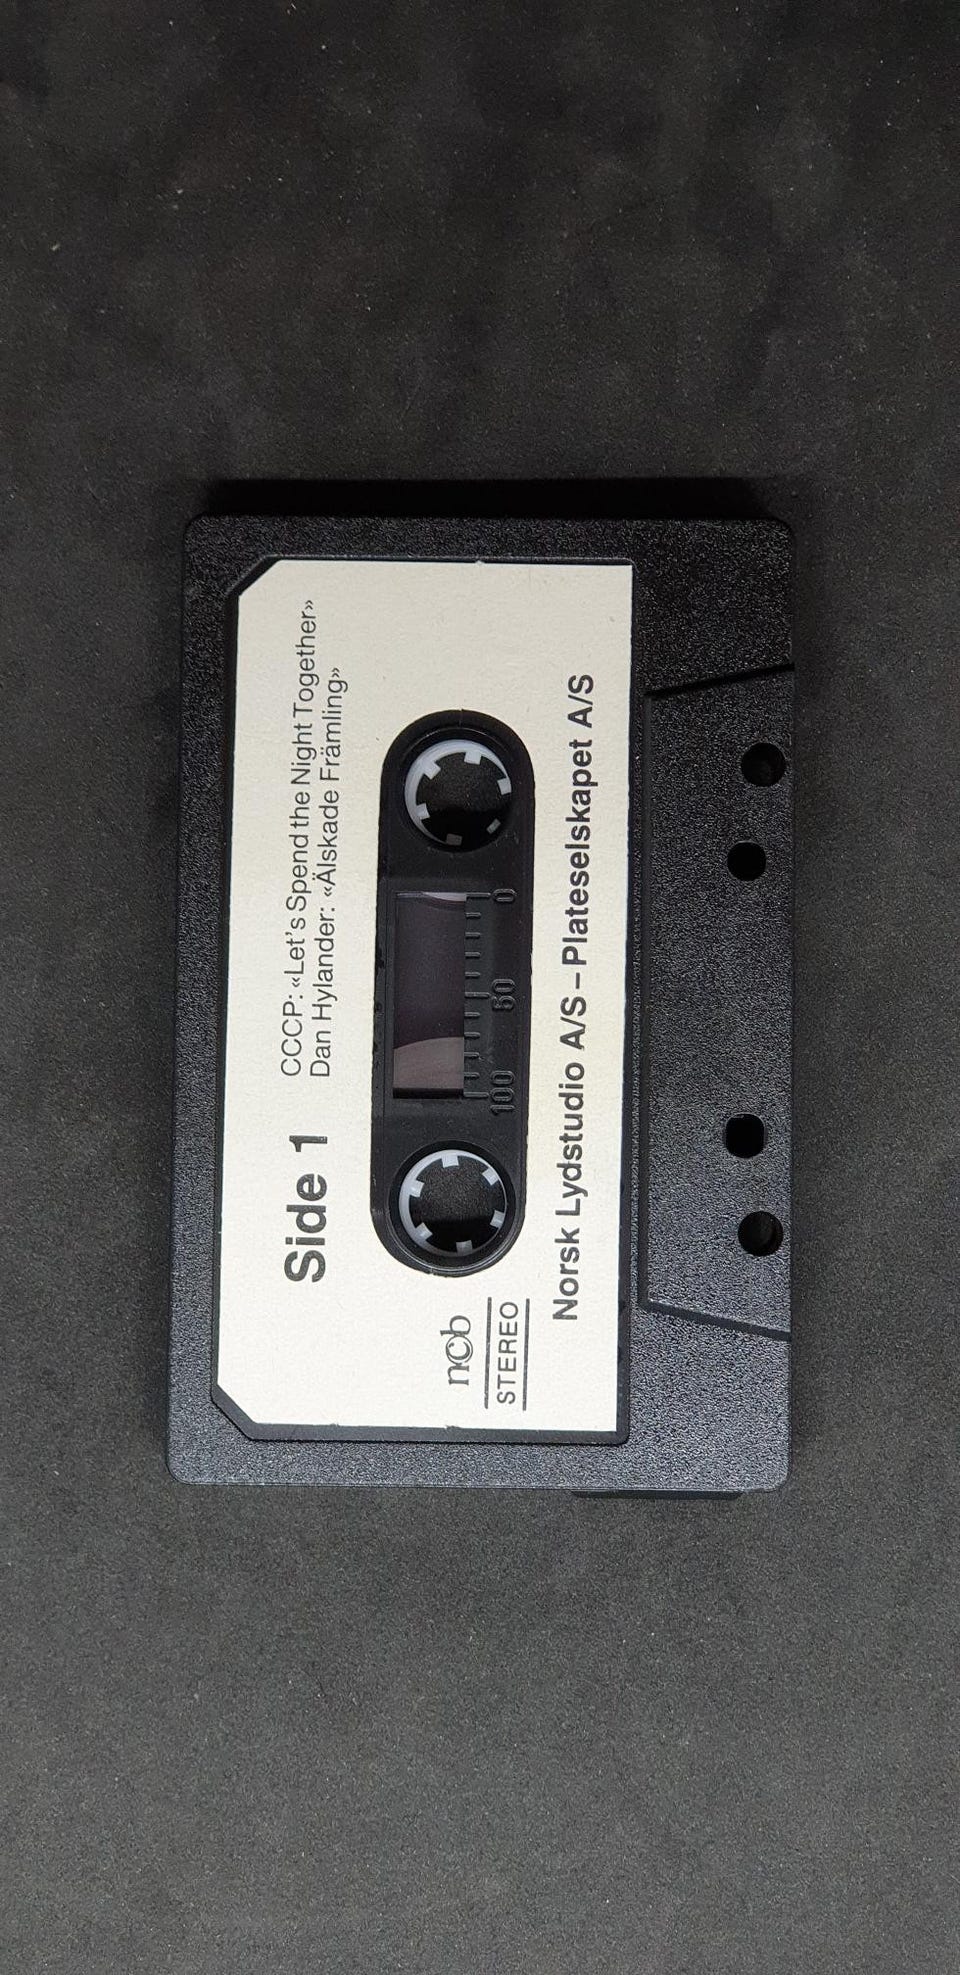 Side 1
CCCP: «Let's Spend the Night Together»
Dan Hylander: «Älskade Främling»
ncb
STEREO
100 50 0
Norsk Lydstudio A/S – Plateselskapet A/S